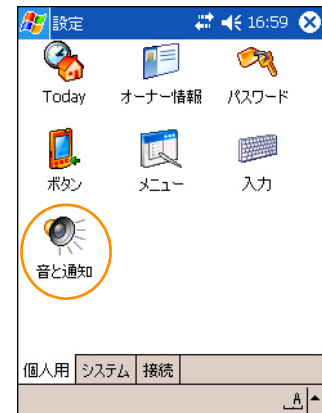 設定 16:59
Today オーナー情報 パスワード
ボタン メニュー 入力
音と通知
個人用 システム 接続
A